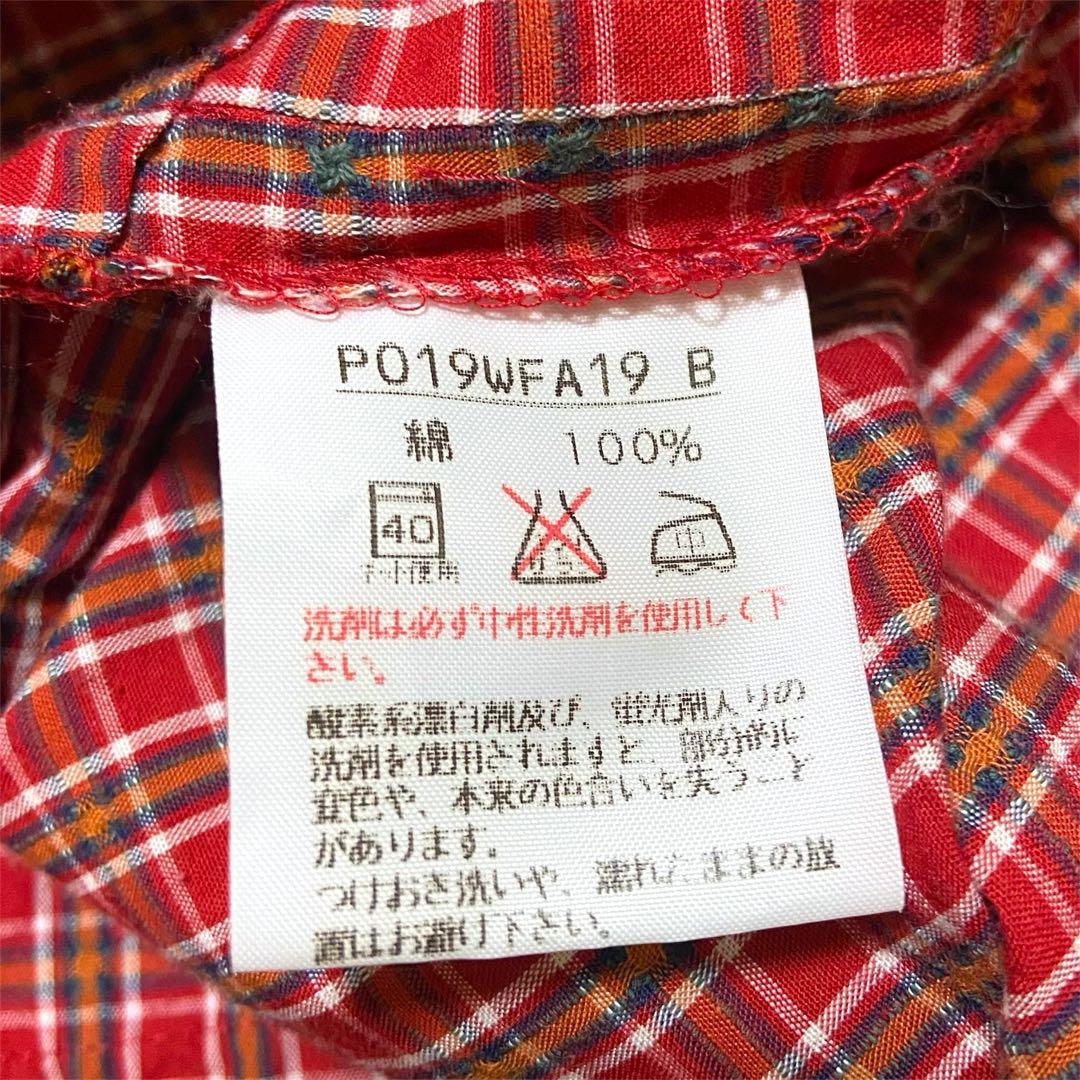 PO19WFA19 B
綿 100%
40 中
ネット使用
洗剤は必ず中性洗剤を使用して下
さい。
酸素系漂白剤及び、蛍光剤入りの
洗剤を使用されますと、部分的に
変色や、本来の色合いを失うこと
があります。
つけおき洗いや、濡れたままの放
置はお避け下さい。